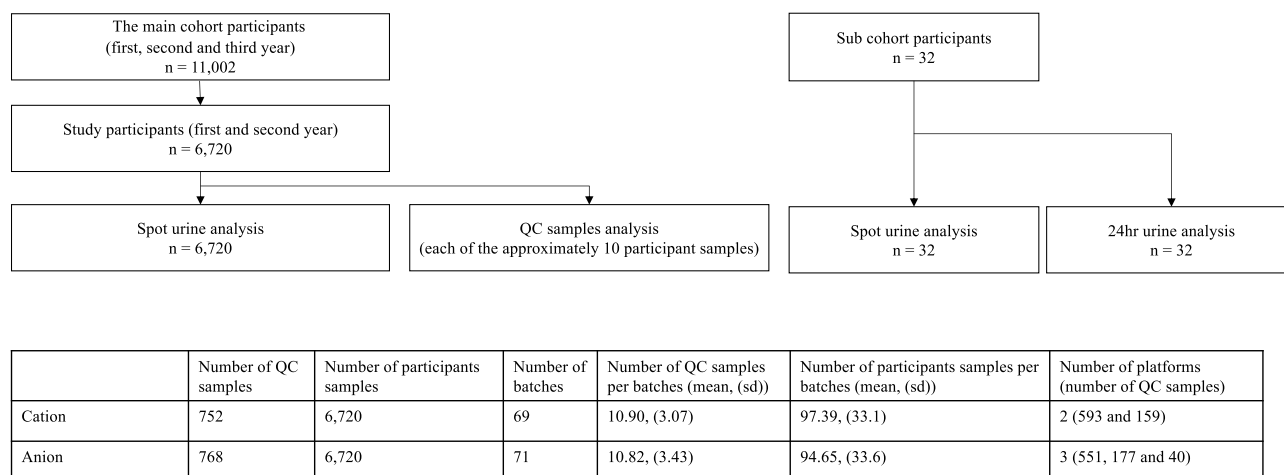 The main cohort participants
(first, second and third year)
n = 11,002
Sub cohort participants
n = 32
Study participants (first and second year)
n = 6,720
Spot urine analysis
n = 6,720
QC samples analysis
(each of the approximately 10 participant samples)
Spot urine analysis
n = 32
24hr urine analysis
n = 32
Number of QC samples Number of participants samples Number of batches Number of QC samples per batches (mean, (sd)) Number of participants samples per batches (mean, (sd)) Number of platforms (number of QC samples)
Cation 752 6,720 69 10.90, (3.07) 97.39, (33.1) 2 (593 and 159)
Anion 768 6,720 71 10.82, (3.43) 94.65, (33.6) 3 (551, 177 and 40)